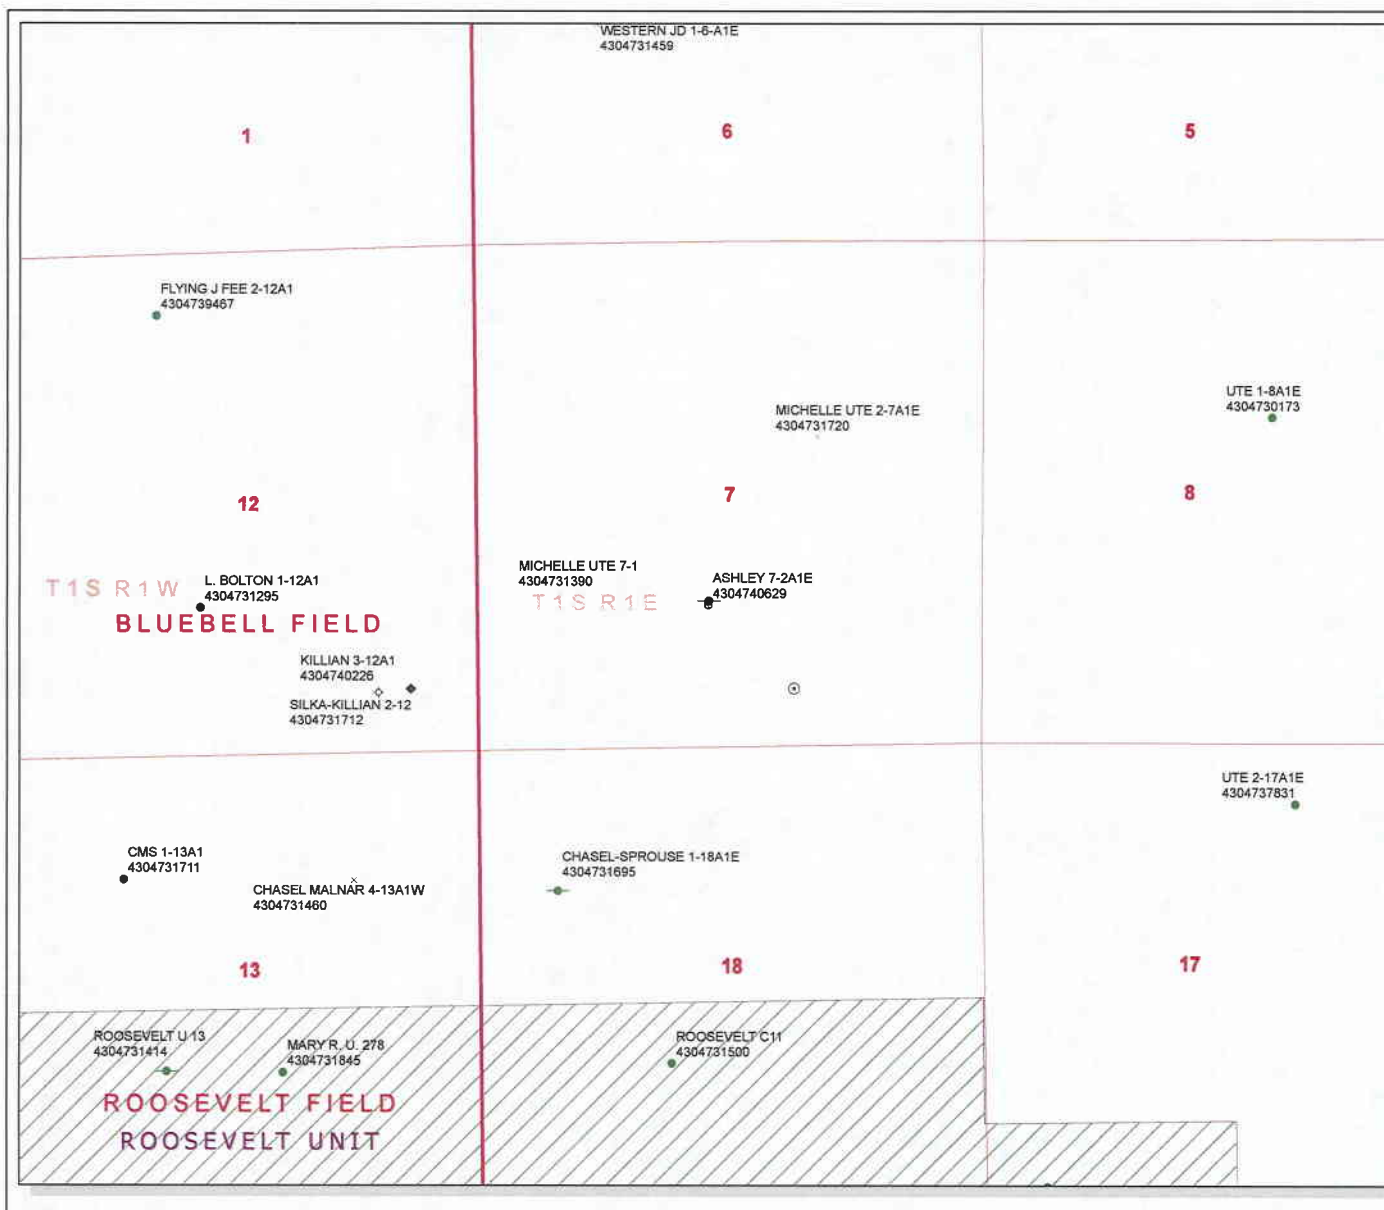 WESTERN JD 1-6-A1E
4304731459
1
6
5
FLYING J FEE 2-12A1
4304739467
UTE 1-8A1E
4304730173
MICHELLE UTE 2-7A1E
4304731720
12
7
8
MICHELLE UTE 7-1
4304731390
ASHLEY 7-2A1E
4304740629
T1S R1W
L. BOLTON 1-12A1
4304731295
T1S R1E
BLUEBELL FIELD
KILLIAN 3-12A1
4304740226
SILKA-KILLIAN 2-12
4304731712
UTE 2-17A1E
4304737831
CMS 1-13A1
4304731711
CHASEL MALNAR 4-13A1W
4304731460
CHASEL-SPROUSE 1-18A1E
4304731695
13
18
17
ROOSEVELT U 13
4304731414
MARY R. U. 278
4304731845
ROOSEVELT C11
4304731500
ROOSEVELT FIELD
ROOSEVELT UNIT